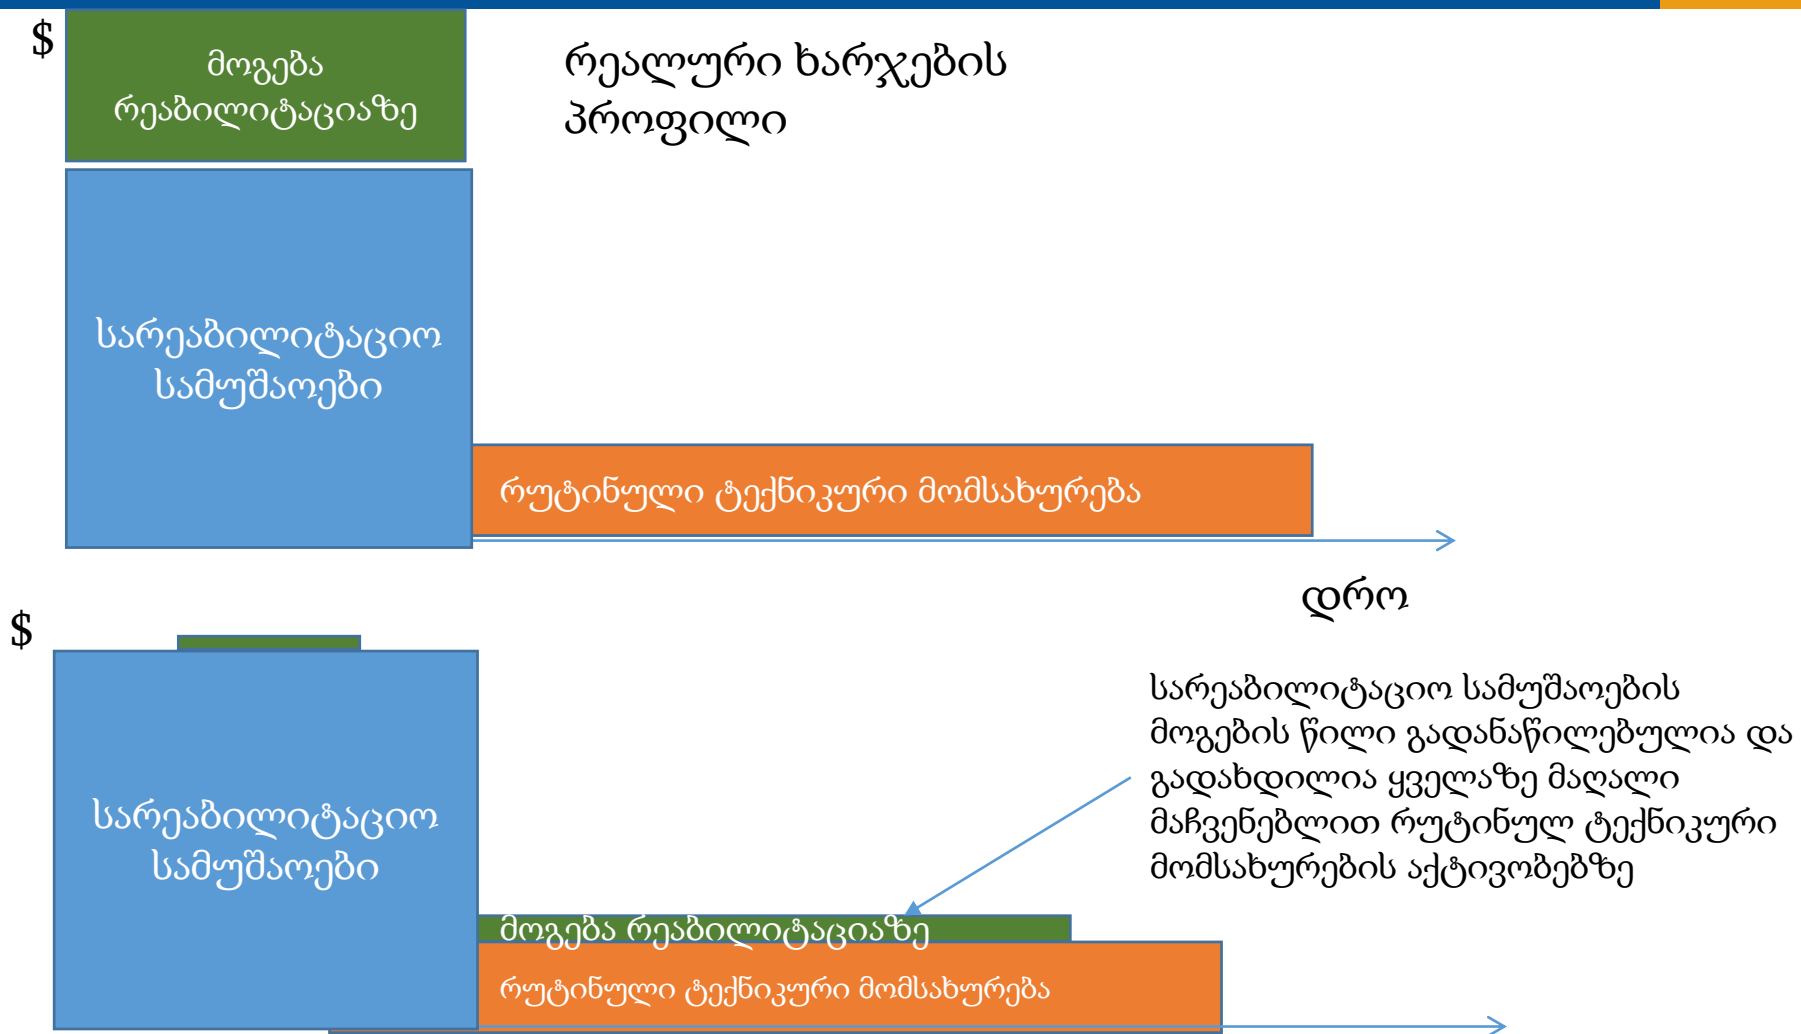 $
მოგება
რეაბილიტაციაზე
რეალური ხარჯების
პროფილი
სარეაბილიტაციო
სამუშაოები
რუტინული ტექნიკური მომსახურება
დრო
$
სარეაბილიტაციო სამუშაოების
მოგების წილი გადანაწილებულია და
გადახდილია ყველაზე მაღალი
მაჩვენებლით რუტინულ ტექნიკური
მომსახურების აქტივობებზე
სარეაბილიტაციო
სამუშაოები
მოგება რეაბილიტაციაზე
რუტინული ტექნიკური მომსახურება